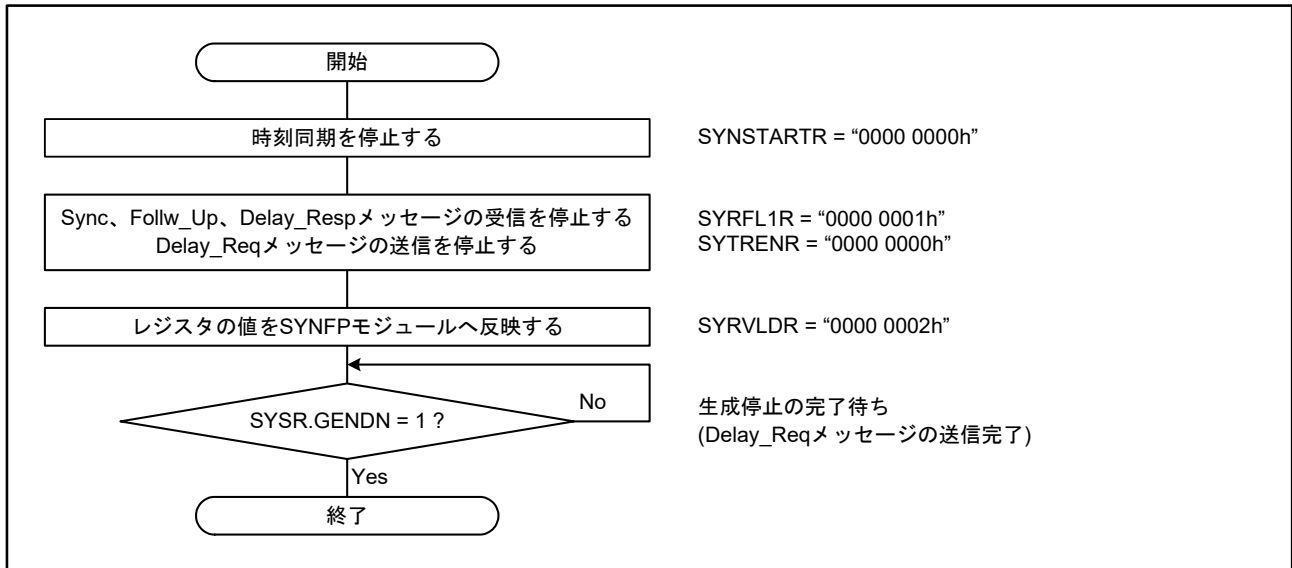 開始
時刻同期を停止する
SYNSTARTR = “0000 0000h”
Sync、Follw_Up、Delay_Respメッセージの受信を停止する
Delay_Reqメッセージの送信を停止する
SYRFL1R = “0000 0001h”
SYTRENR = “0000 0000h”
レジスタの値をSYNFPモジュールへ反映する
SYRVLDR = “0000 0002h”
SYSR.GENDN = 1 ?
No
生成停止の完了待ち
(Delay_Reqメッセージの送信完了)
Yes
終了